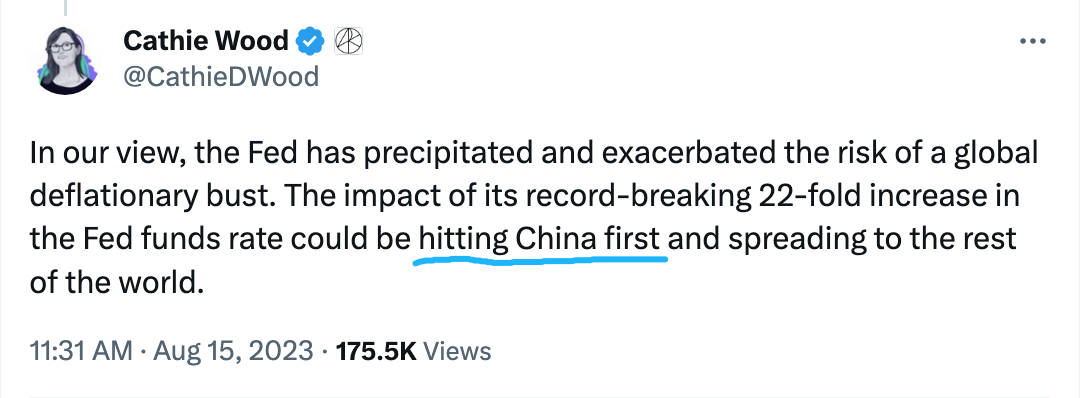 Cathie Wood
@CathieDWood
In our view, the Fed has precipitated and exacerbated the risk of a global
deflationary bust. The impact of its record-breaking 22-fold increase in
the Fed funds rate could be hitting China first and spreading to the rest
of the world.
11:31 AM · Aug 15, 2023 · 175.5K Views